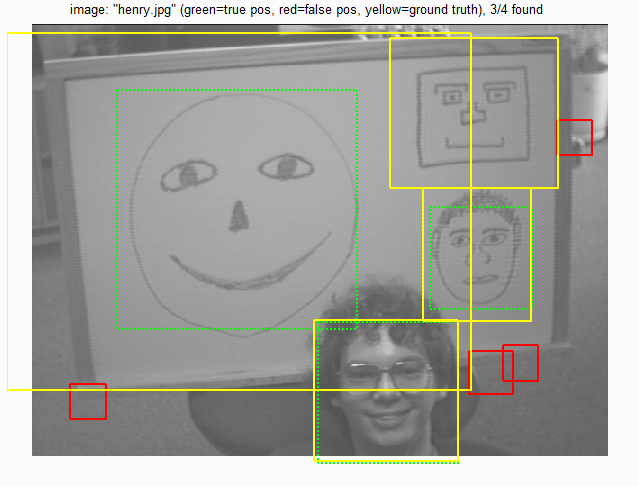 image: "henry.jpg" (green=true pos, red=false pos, yellow=ground truth), 3/4 found